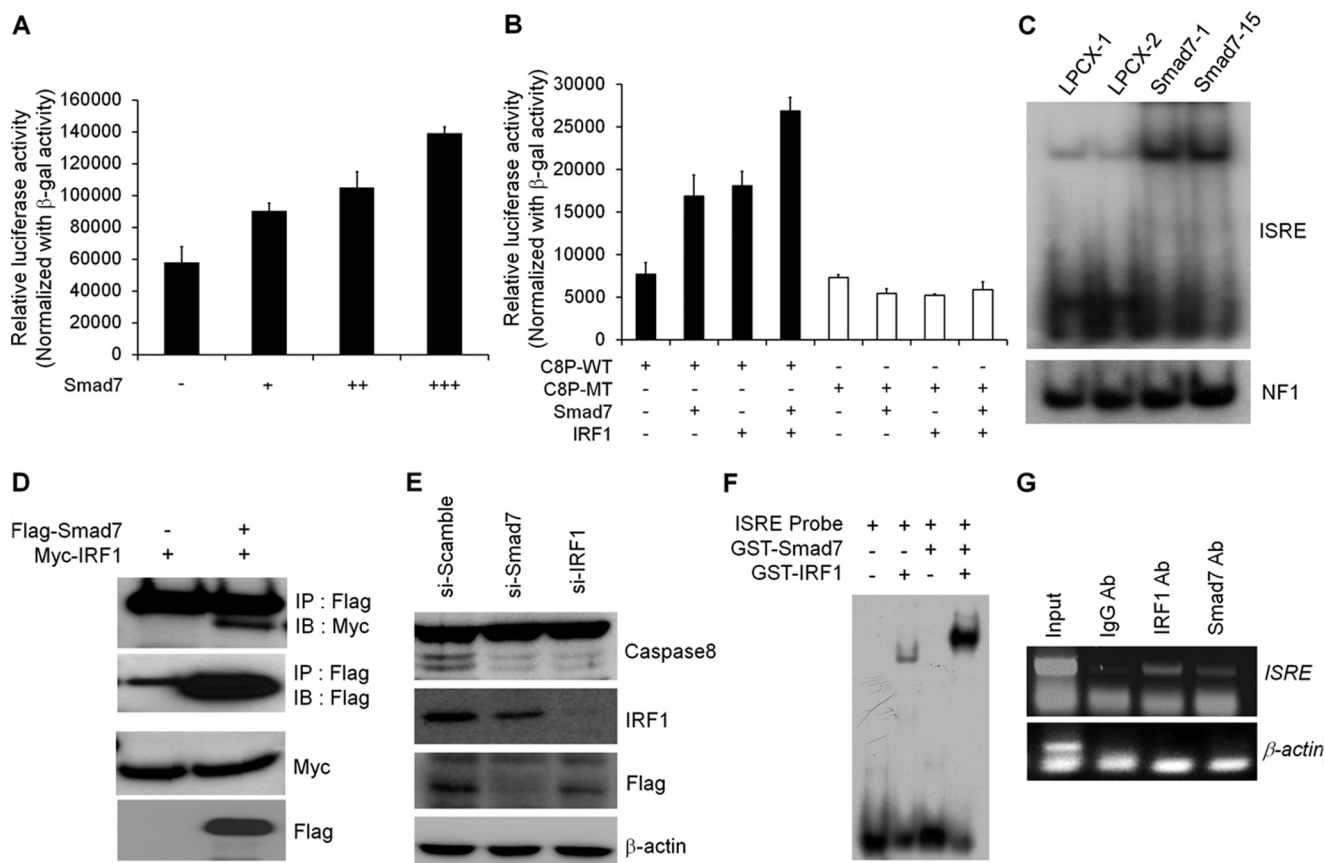 A
Relative luciferase activity
(Normalized with β-gal activity)
160000
140000
120000
100000
80000
60000
40000
20000
0
Smad7 - + ++ +++
B
Relative luciferase activity
(Normalized with β-gal activity)
30000
25000
20000
15000
10000
5000
0
C8P-WT + + + + - - - -
C8P-MT - - - - + + + +
Smad7 - + - + - + - +
IRF1 - - + + - - + +
C
LPCX-1
LPCX-2
Smad7-1
Smad7-15
ISRE
NF1
D
Flag-Smad7 - +
Myc-IRF1 + +
IP : Flag
IB : Myc
IP : Flag
IB : Flag
Myc
Flag
E
si-Scamble
si-Smad7
si-IRF1
Caspase8
IRF1
Flag
β-actin
F
ISRE Probe + + + +
GST-Smad7 - - + +
GST-IRF1 - + - +
G
Input
IgG Ab
IRF1 Ab
Smad7 Ab
ISRE
β-actin